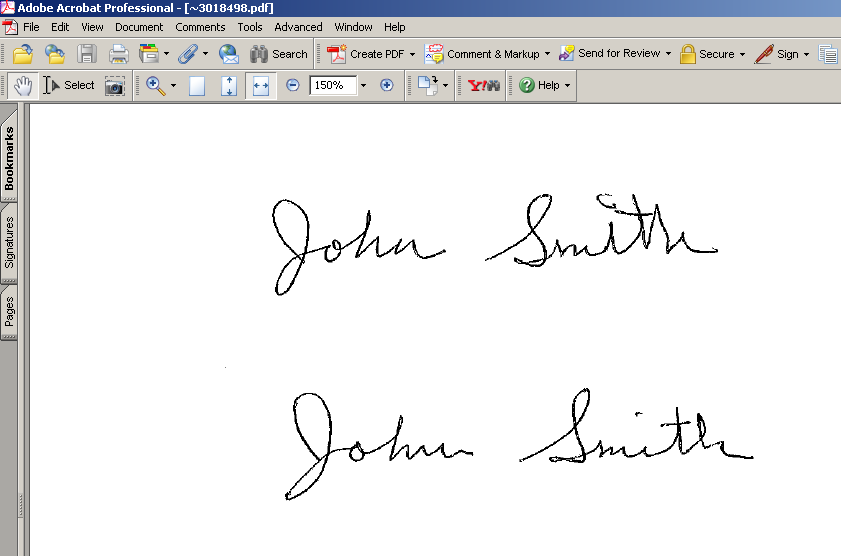 Adobe Acrobat Professional - [~3018498.pdf]
File Edit View Document Comments Tools Advanced Window Help
Search Create PDF Comment & Markup Send for Review Secure Sign
Select 150% Y! Help
Bookmarks
Signatures
Pages
John Smith
John Smith